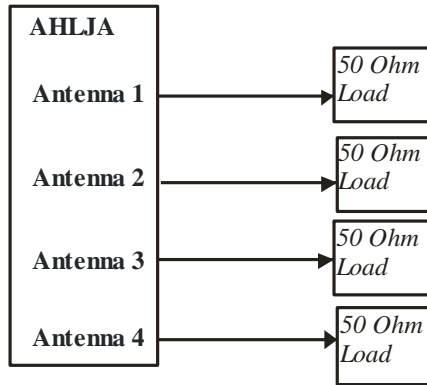 AHLJA
50 Ohm
Load
Antenna 1
50 Ohm
Load
Antenna 2
50 Ohm
Load
Antenna 3
50 Ohm
Load
Antenna 4